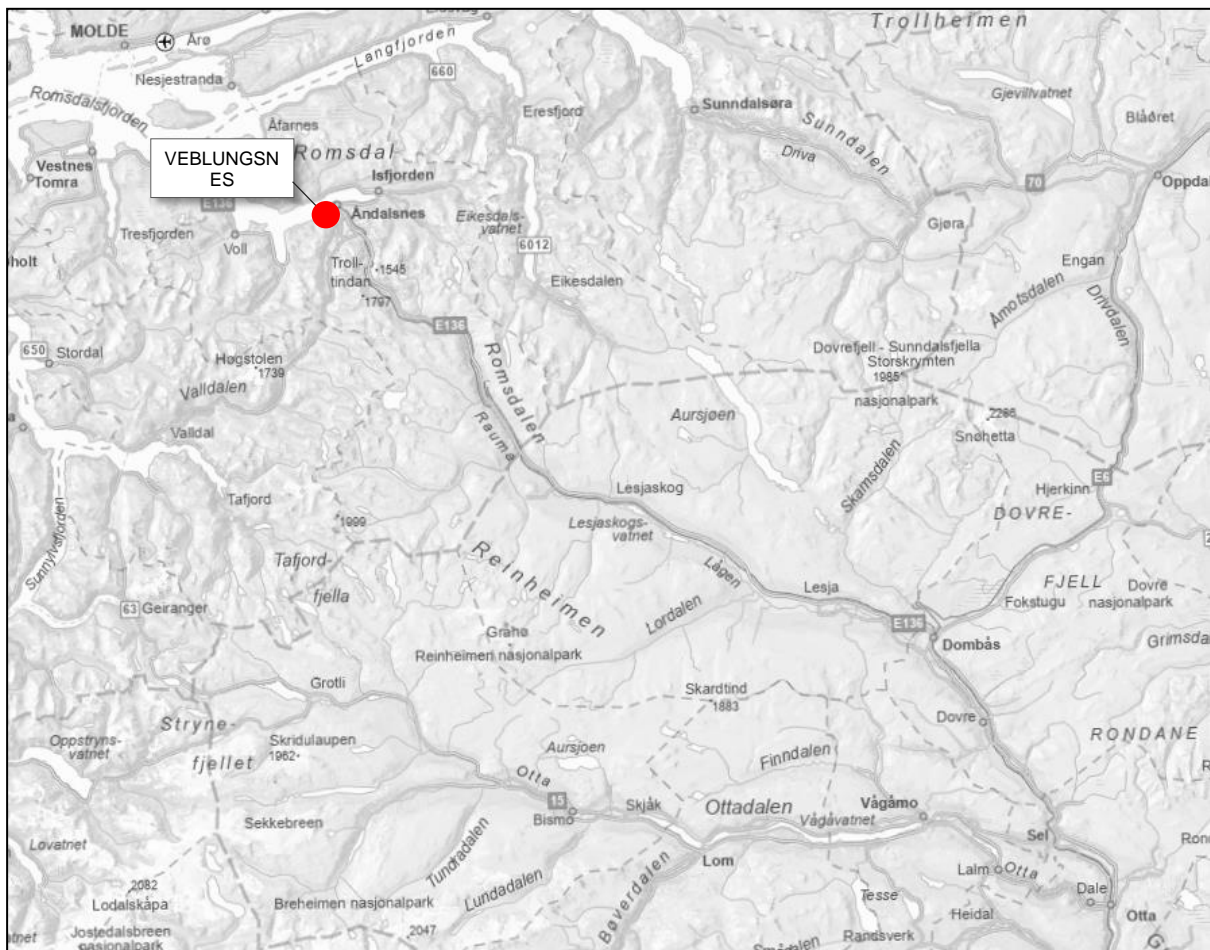 Trollheimen
MOLDE
Årø
Langfjorden
Nesjestranda
660
Romsdalsfjorden
Eresfjord
Sunndalsøra
Gjevillvatnet
Blåøret
Åfarnes
Sunndalen
Driva
VEBLUNGSN
ES
Romsdal
Vestnes
Tomra
Isfjorden
70
Oppdal
E136
Åndalsnes
Eikesdals-
vatnet
Gjøra
Tresfjorden
Voll
6012
Engan
Troll-
tindan
1545
Eikesdalen
Åmotsdalen
1797
Drivdalen
E136
650
Stordal
Høgstolen
1739
Romsdalen
Dovrefjell - Sunndalsfjella
Storskrymten
1985
nasjonalpark
Valldalen
Aursjøen
2286
Snøhetta
Rauma
Valldal
Skamsdalen
E6
Tafjord
Lesjaskog
Hjerkinn
1999
Lesjaskogs-
vatnet
DOVRE-
Sunnylvsfjorden
Reinheimen
Tafjord-
fjella
Lågen
Lesja
FJELL
Dovre
nasjonalpark
Fokstugu
63
Geiranger
Lordalen
E136
Dombås
Grimsda
Gråhø
Reinheimen nasjonalpark
Grotli
Skardtind
1883
Dovre
Stryne-
fjellet
Oppstryns-
vatnet
Skridulaupen
1962
Aursjoen
Finndalen
RONDANE
Otta
15
Bismo
Skjåk
Ottadalen
Vågåmo
Vågåvatnet
Sekkebreen
Sel
Lovatnet
Tundradalen
Lom
Lalm
Otta
2082
Lodalskåpa
Lundadalen
Bøverdalen
Tesse
Dale
Otta
Breheimen nasjonalpark
Heidal
Jostedalsbreen
nasjonalpark
2047
Randsverk